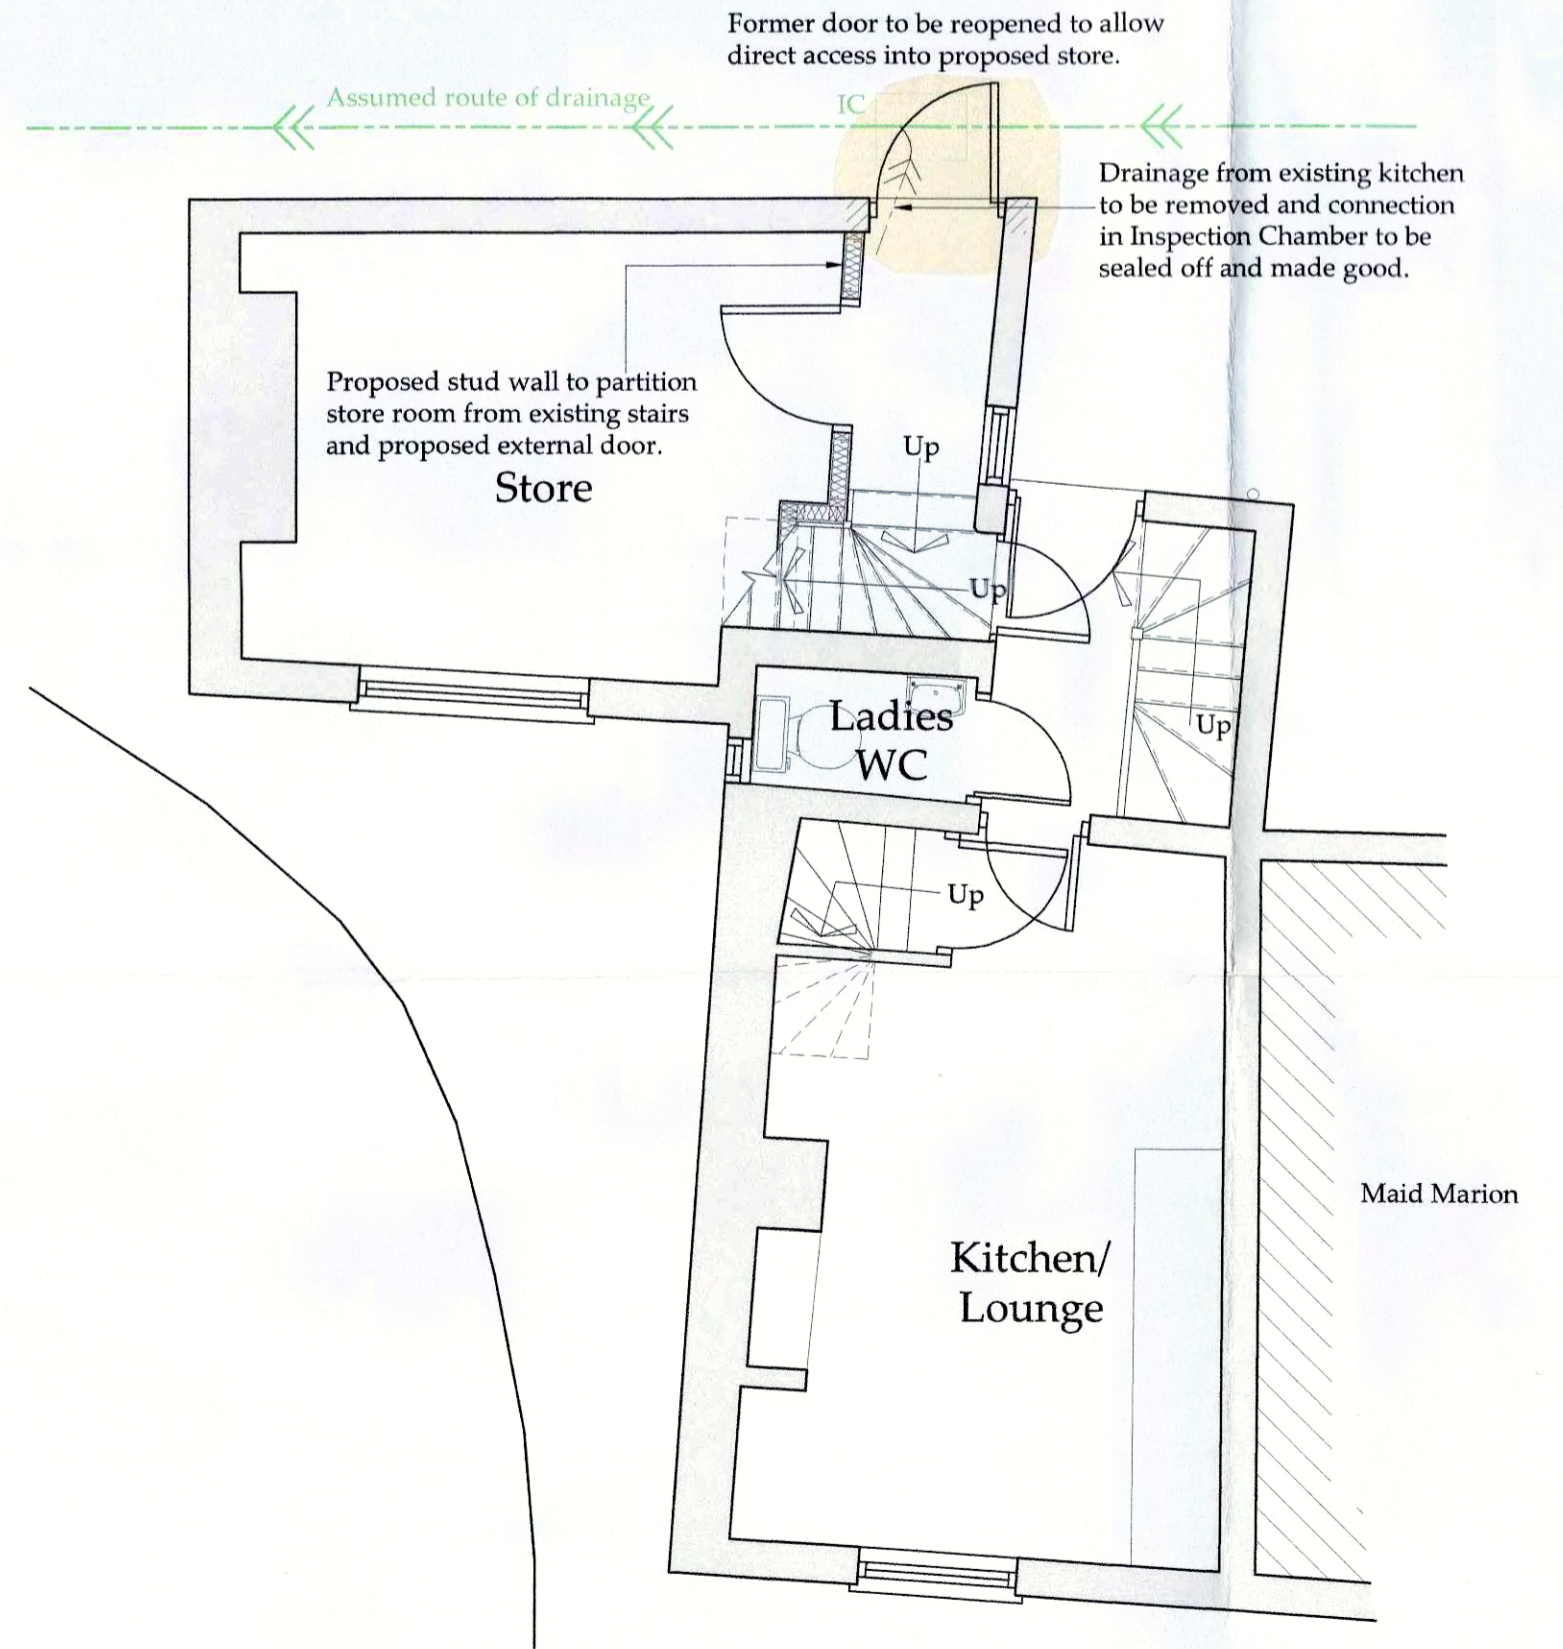 Former door to be reopened to allow
direct access into proposed store.
Assumed route of drainage
IC
Drainage from existing kitchen
to be removed and connection
in Inspection Chamber to be
sealed off and made good.
Proposed stud wall to partition
store room from existing stairs
and proposed external door.
Store
Up
Up
Up
Ladies
WC
Up
Maid Marion
Kitchen/
Lounge